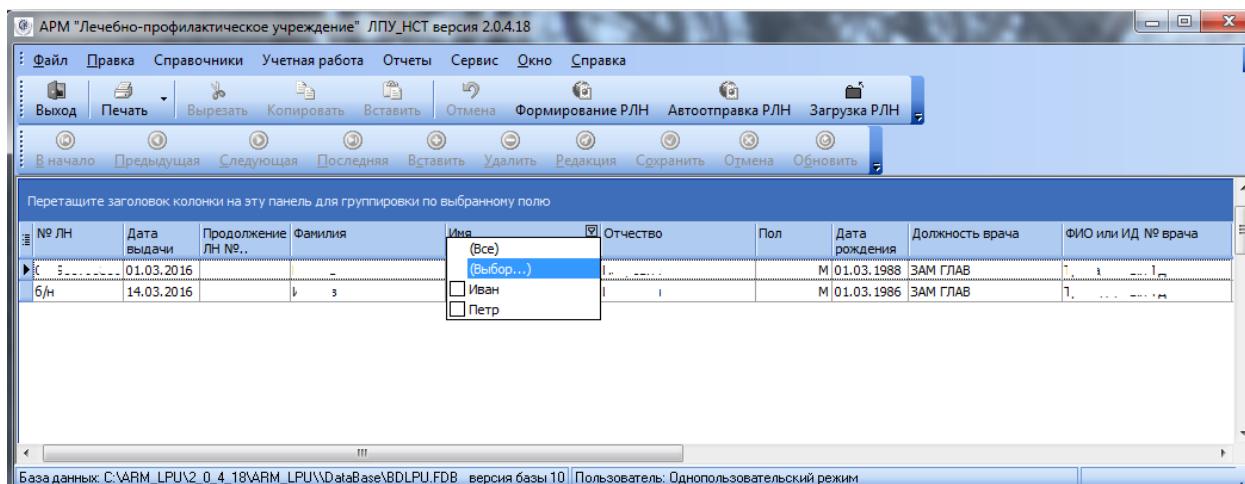 АРМ "Лечебно-профилактическое учреждение" ЛПУ_НСТ версия 2.0.4.18
Файл Правка Справочники Учетная работа Отчеты Сервис Окно Справка
Выход Печать Вырезать Копировать Вставить Отмена Формирование РЛН Автоотправка РЛН Загрузка РЛН
В начало Предыдущая Следующая Последняя Вставить Удалить Редакция Сохранить Отмена Обновить
Перетащите заголовок колонки на эту панель для группировки по выбранному полю
№ ЛН Дата выдачи Продолжение ЛН №.. Фамилия Имя Отчество Пол Дата рождения Должность врача ФИО или ИД № врача
(Все)
01.03.2016 (Выбор...) М 01.03.1988 ЗАМ ГЛАВ
б/н 14.03.2016 Иван М 01.03.1986 ЗАМ ГЛАВ
Петр
База данных: C:\ARM_LPU\2_0_4_18\ARM_LPU\\DataBase\BDLPU.FDB версия базы 10 Пользователь: Однопользовательский режим